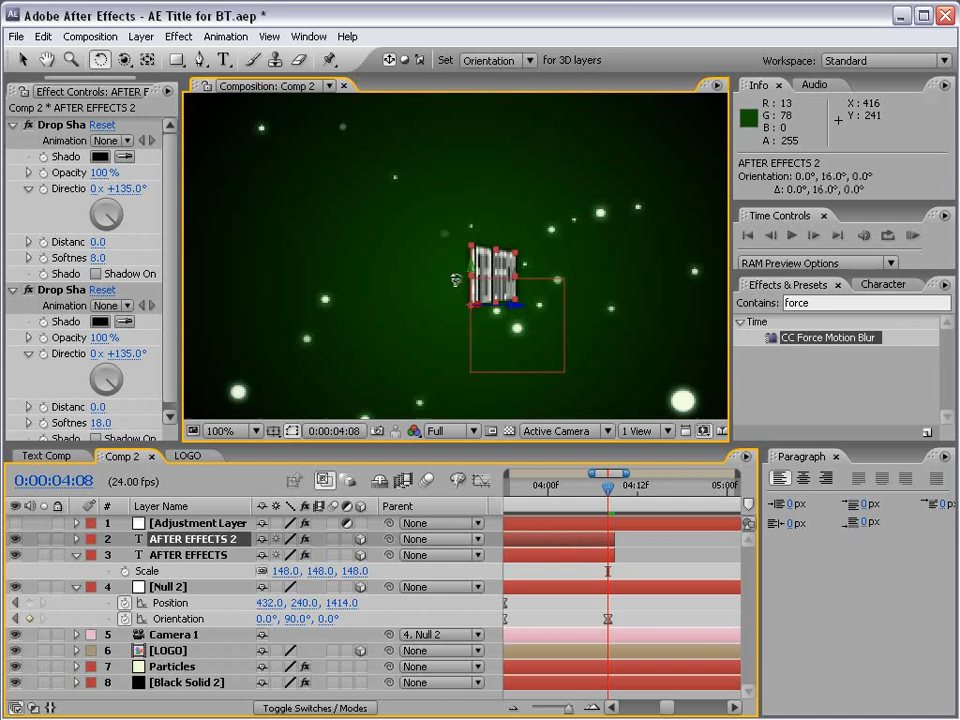 Adobe After Effects - AE Title for BT.aep *
File Edit Composition Layer Effect Animation View Window Help
Set Orientation for 3D layers Workspace: Standard
Effect Controls: AFTER E
Comp 2 * AFTER EFFECTS 2
Drop Sha Reset
Animation None
Shado
Opacity 100 %
Directio 0 x +135.0°
Distanc 0.0
Softnes 8.0
Shado Shadow On
Drop Sha Reset
Animation None
Shado
Opacity 100 %
Directio 0 x +135.0°
Distanc 0.0
Softnes 18.0
Shado Shadow On
Composition: Comp 2
100% 0:00:04:08 Full Active Camera 1 View
Info Audio
R : 13 X : 416
G : 78 Y : 241
B : 0
A : 255
AFTER EFFECTS 2
Orientation: 0.0°, 16.0°, 0.0°
Δ: 0.0°, 16.0°, 0.0°
Time Controls
RAM Preview Options
Effects & Presets Character
Contains: force
Time
CC Force Motion Blur
Text Comp Comp 2 LOGO
0:00:04:08 (24.00 fps)
04:00f 04:12f 05:00f
# Layer Name Parent
1 [Adjustment Layer None
2 T AFTER EFFECTS 2 None
3 T AFTER EFFECTS None
Scale 148.0, 148.0, 148.0
4 [Null 2] None
Position 432.0, 240.0, 1414.0
Orientation 0.0°, 90.0°, 0.0°
5 Camera 1 4. Null 2
6 [LOGO] None
7 Particles None
8 [Black Solid 2] None
Toggle Switches / Modes
Paragraph
0 px 0 px 0 px
0 px 0 px